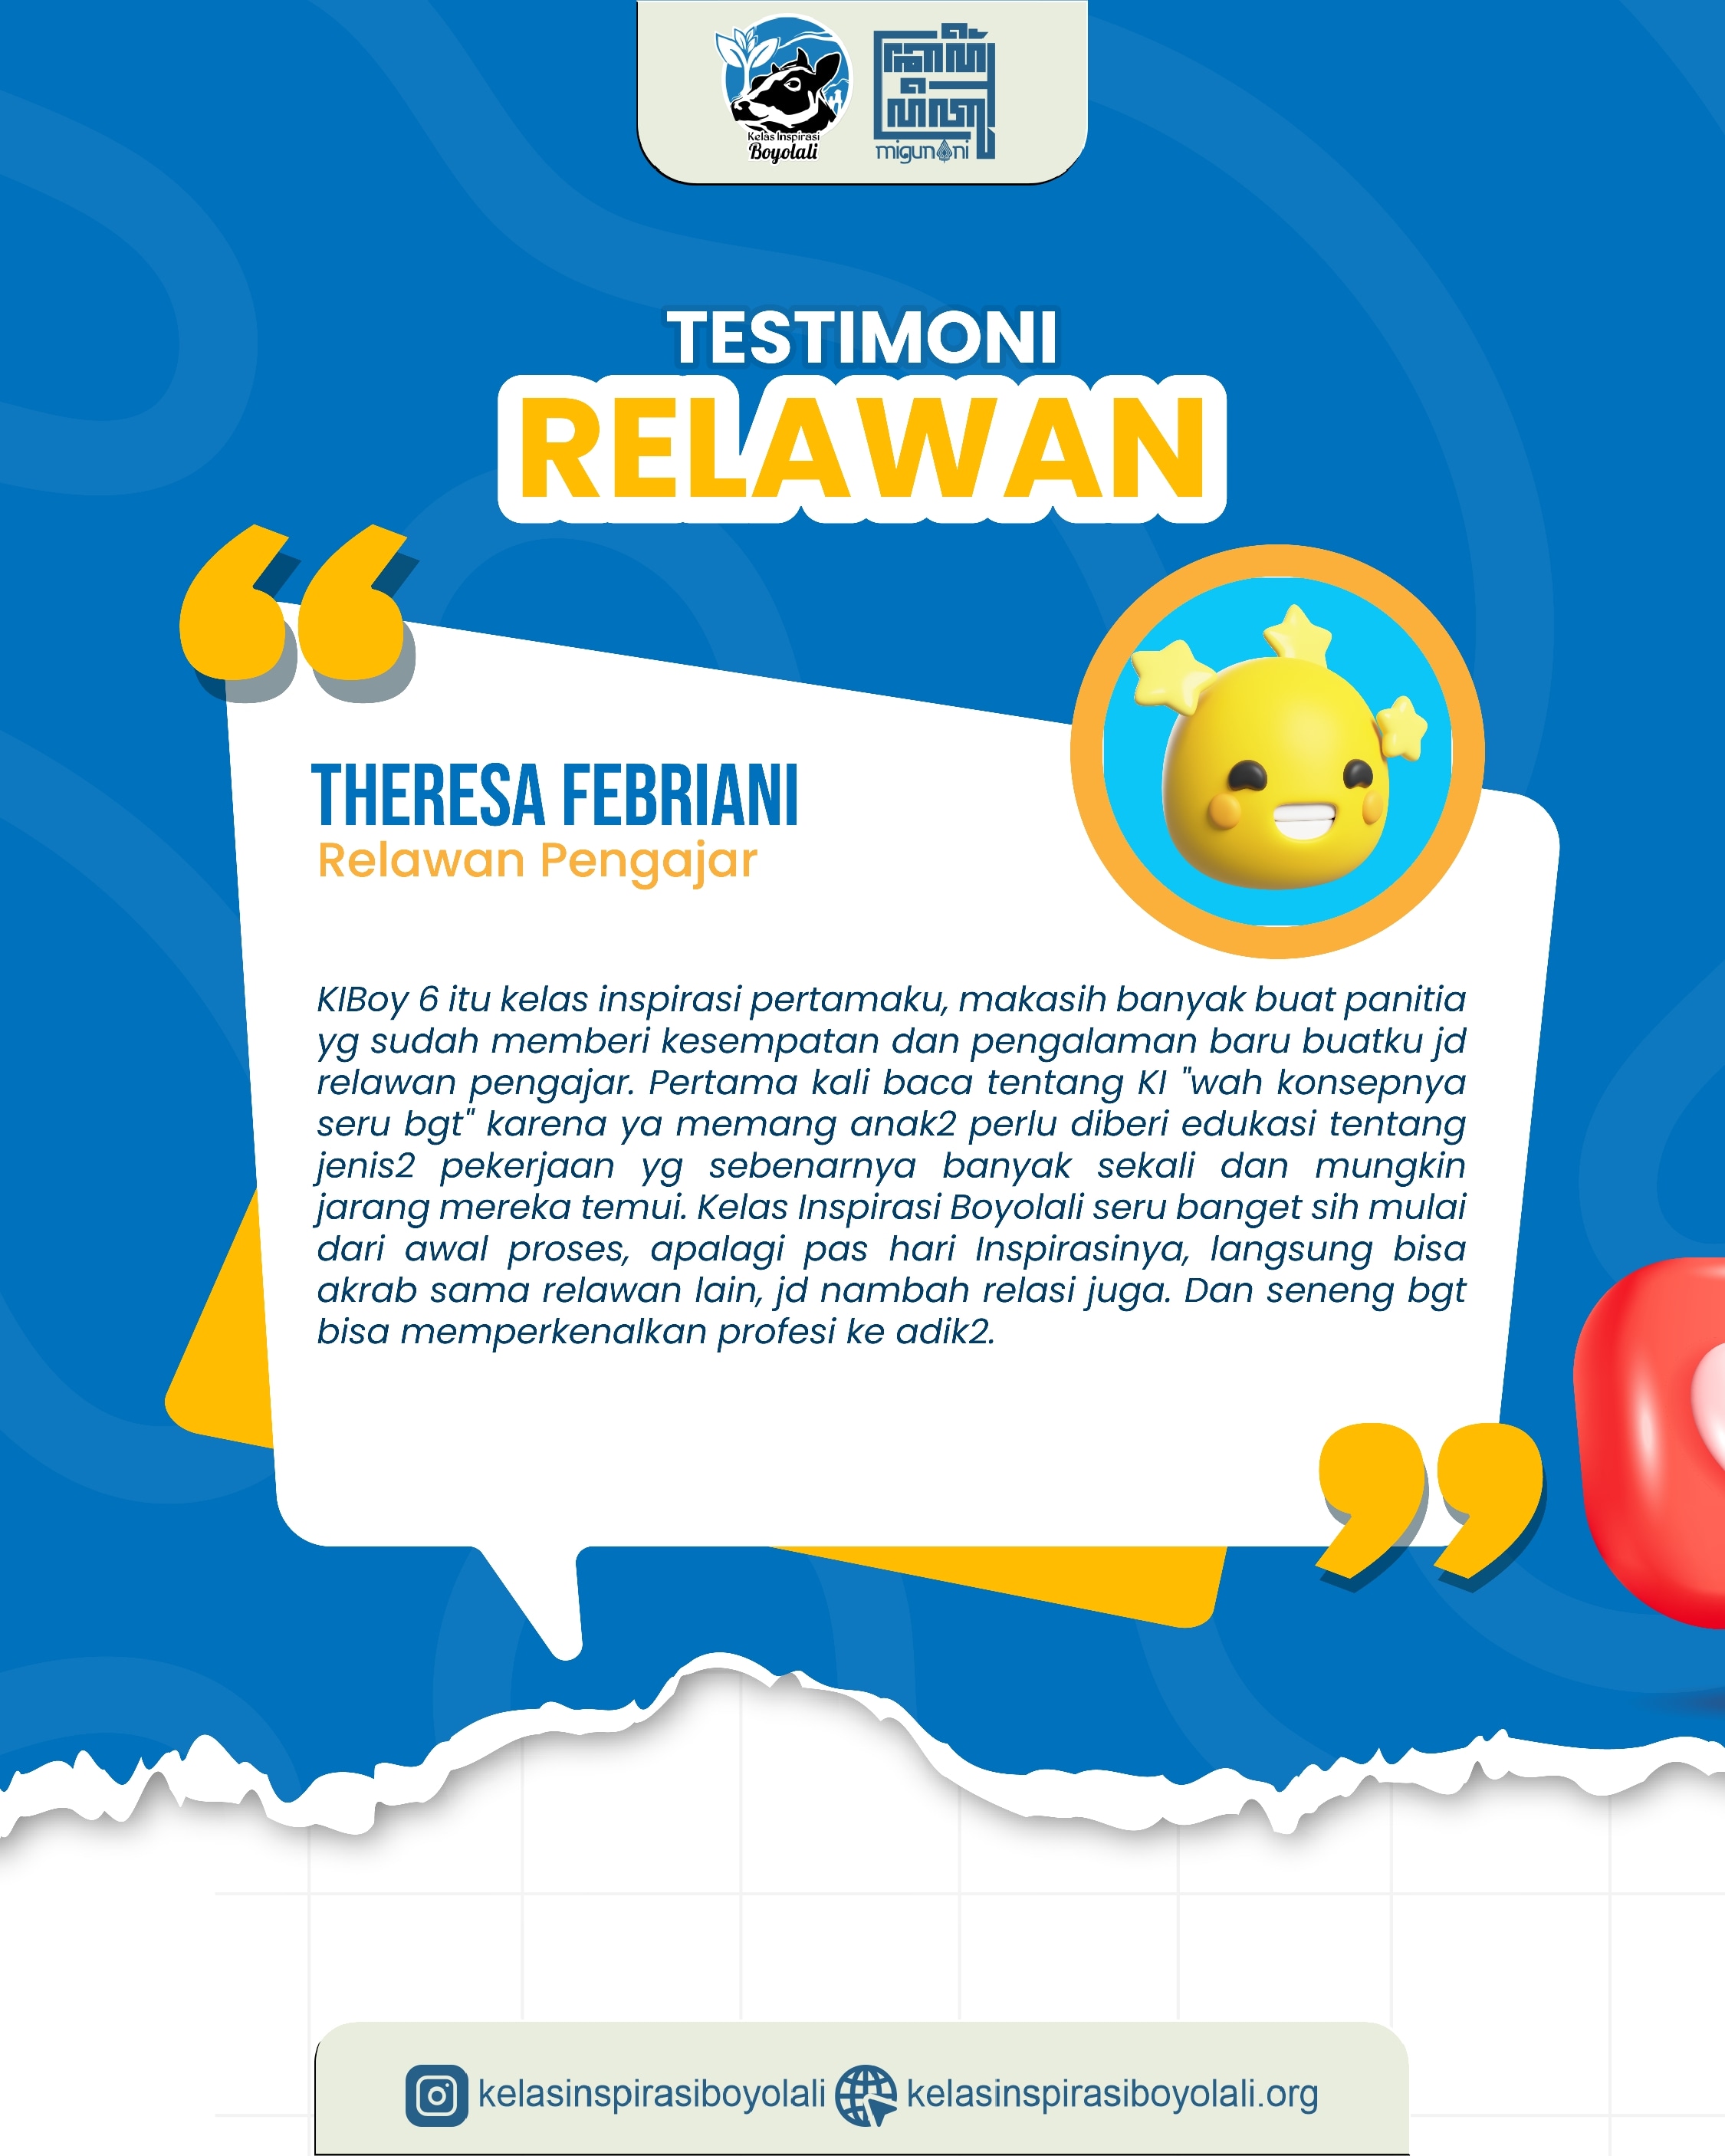 Kelas Inspirasi
Boyolali
migunani
TESTIMONI
RELAWAN
THERESA FEBRIANI
Relawan Pengajar
KIBoy 6 itu kelas inspirasi pertamaku, makasih banyak buat panitia
yg sudah memberi kesempatan dan pengalaman baru buatku jd
relawan pengajar. Pertama kali baca tentang KI "wah konsepnya
seru bgt" karena ya memang anak2 perlu diberi edukasi tentang
jenis2 pekerjaan yg sebenarnya banyak sekali dan mungkin
jarang mereka temui. Kelas Inspirasi Boyolali seru banget sih mulai
dari awal proses, apalagi pas hari Inspirasinya, langsung bisa
akrab sama relawan lain, jd nambah relasi juga. Dan seneng bgt
bisa memperkenalkan profesi ke adik2.
kelasinspirasiboyolali kelasinspirasiboyolali.org